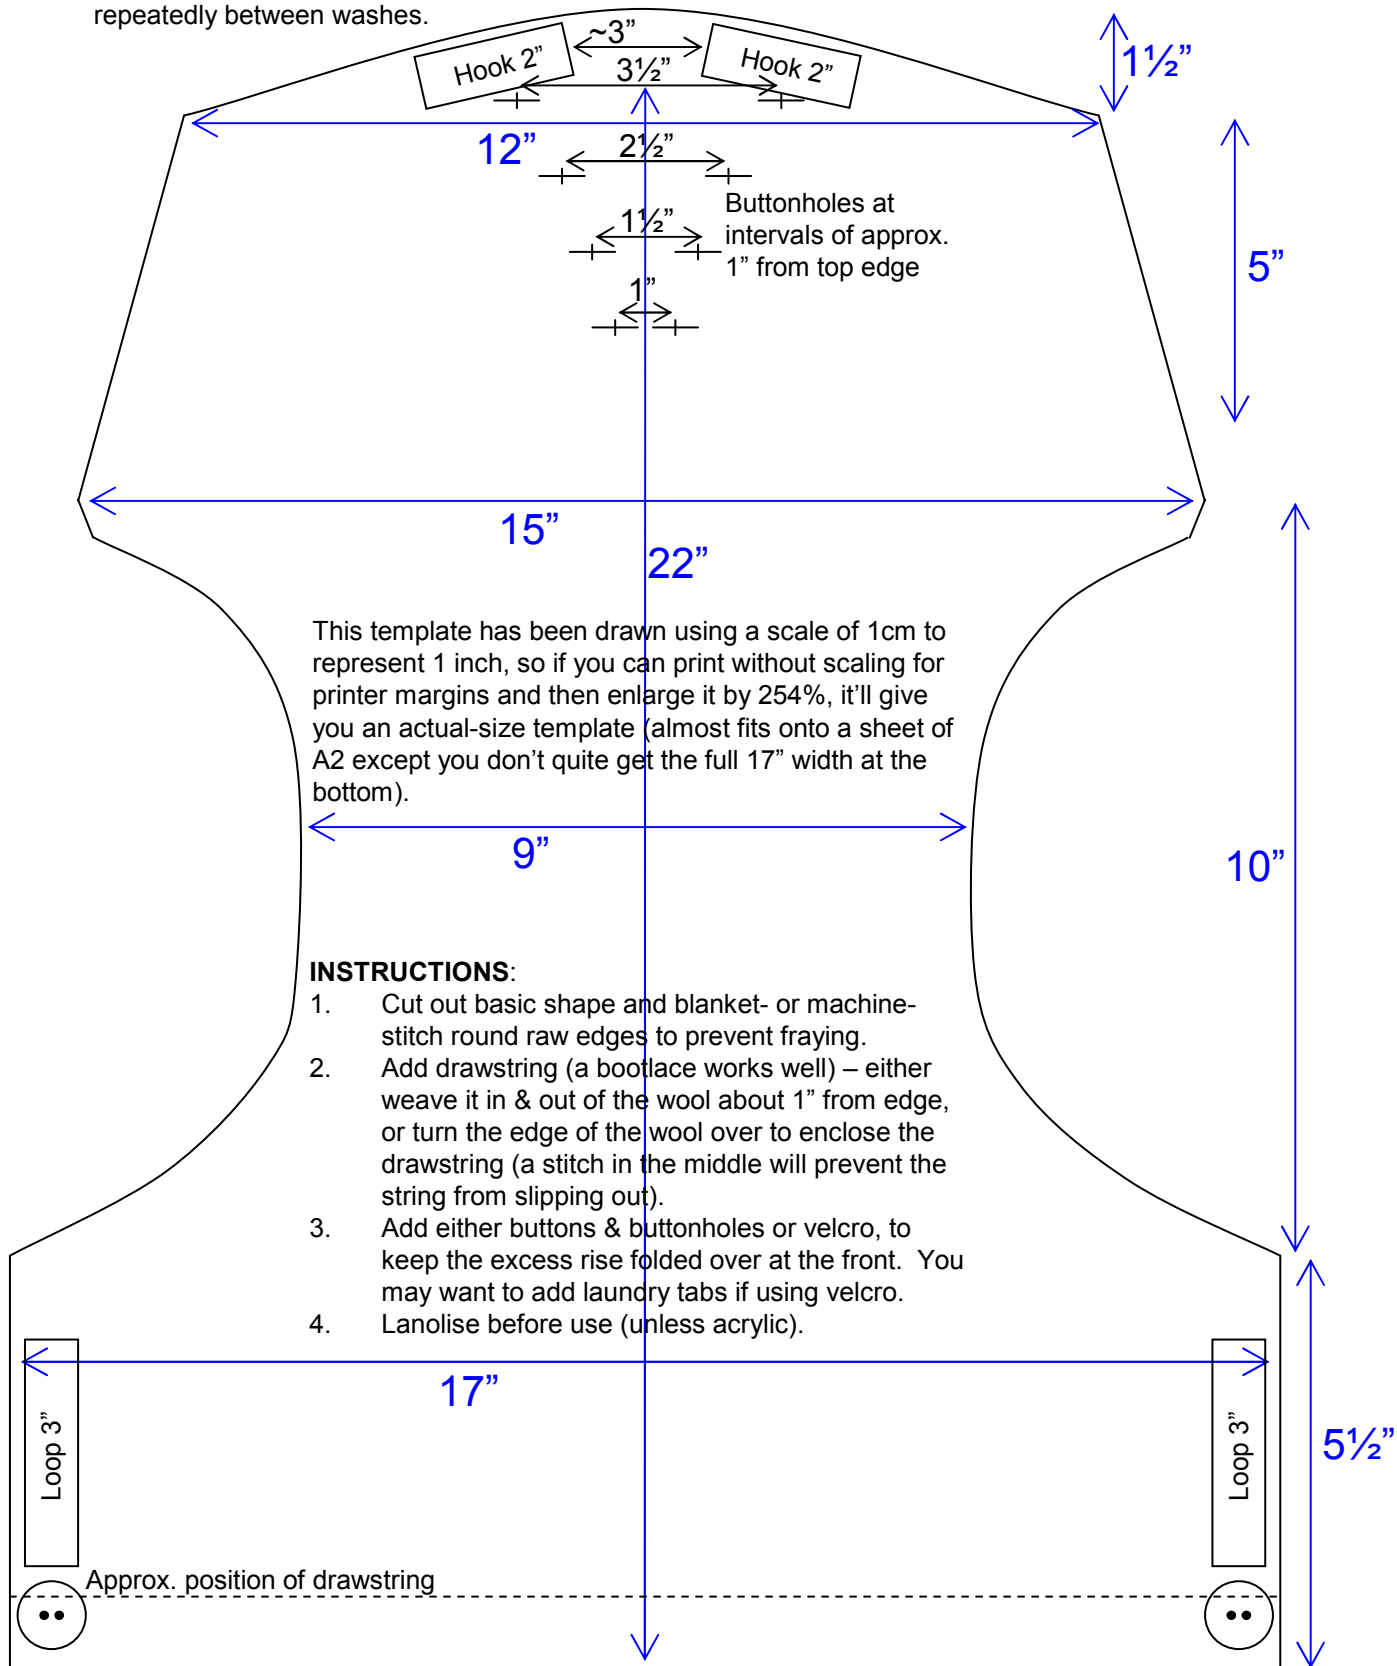 repeatedly between washes.
~3”
Hook 2”
Hook 2”
1½”
3½”
12”
2½”
Buttonholes at
intervals of approx.
1” from top edge
1½”
5”
1”
15”
22”
This template has been drawn using a scale of 1cm to
represent 1 inch, so if you can print without scaling for
printer margins and then enlarge it by 254%, it’ll give
you an actual-size template (almost fits onto a sheet of
A2 except you don’t quite get the full 17” width at the
bottom).
9”
10”
INSTRUCTIONS:
1. Cut out basic shape and blanket- or machine-
stitch round raw edges to prevent fraying.
2. Add drawstring (a bootlace works well) – either
weave it in & out of the wool about 1” from edge,
or turn the edge of the wool over to enclose the
drawstring (a stitch in the middle will prevent the
string from slipping out).
3. Add either buttons & buttonholes or velcro, to
keep the excess rise folded over at the front. You
may want to add laundry tabs if using velcro.
4. Lanolise before use (unless acrylic).
17”
Loop 3”
Loop 3”
5½”
Approx. position of drawstring